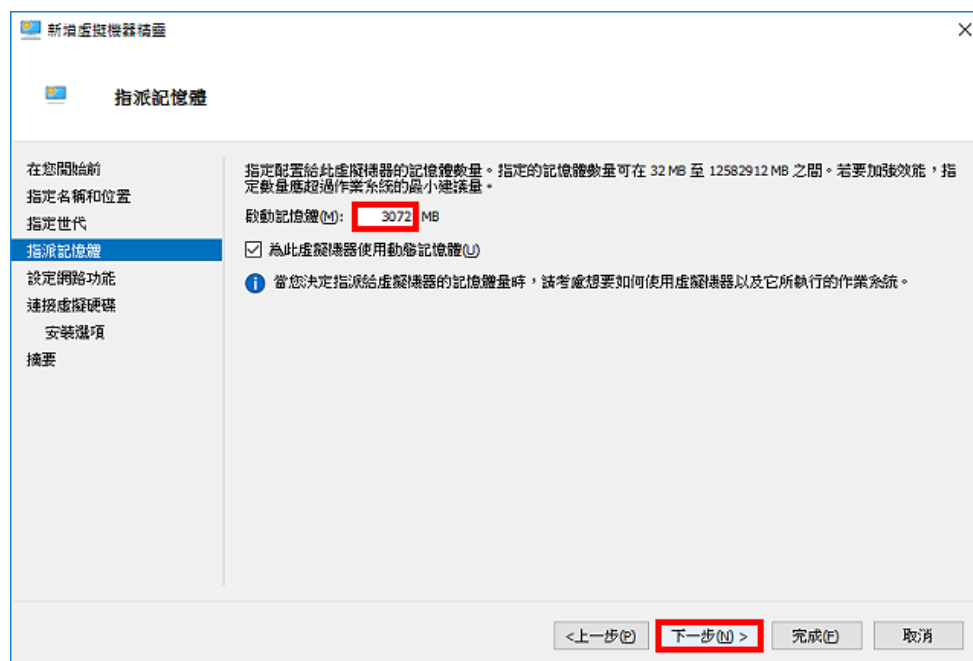 新增虛擬機器精靈
指派記憶體
在您開始前
指定名稱和位置
指定世代
指派記憶體
設定網路功能
連接虛擬硬碟
安裝選項
摘要
指定配置給此虛擬機器的記憶體數量。指定的記憶體數量可在 32 MB 至 12582912 MB 之間。若要加強效能，指
定數量應超過作業系統的最小建議量。
啟動記憶體(M): 3072 MB
為此虛擬機器使用動態記憶體(U)
當您決定指派給虛擬機器的記憶體量時，請考慮想要如何使用虛擬機器以及它所執行的作業系統。
<上一步(P) 下一步(N) > 完成(F) 取消